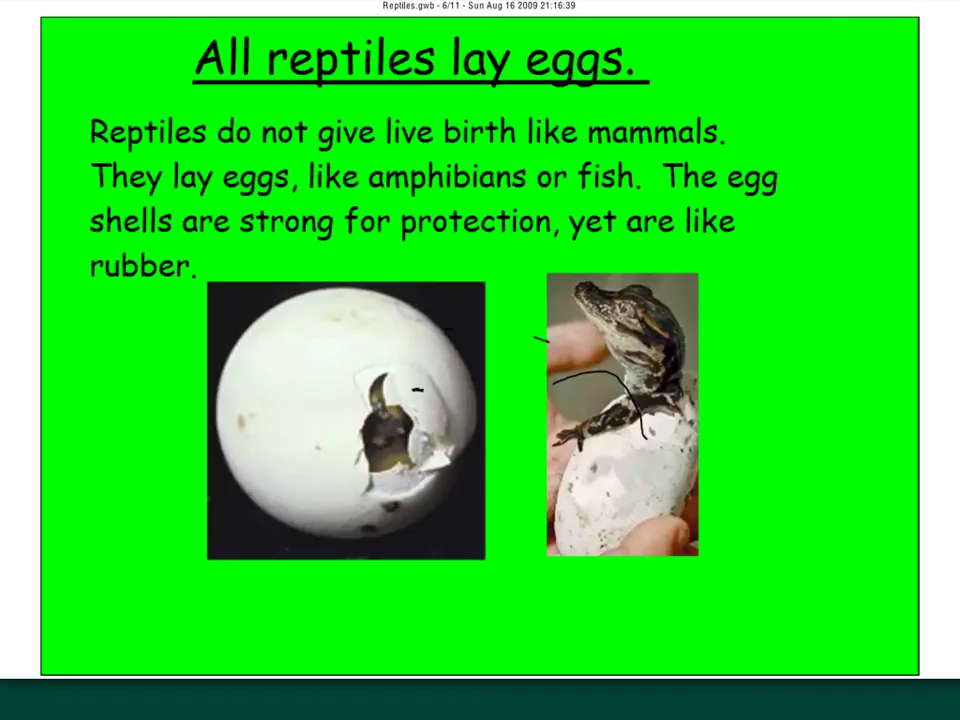 Reptiles.gwb - 6/11 - Sun Aug 16 2009 21:16:39
All reptiles lay eggs.
Reptiles do not give live birth like mammals.
They lay eggs, like amphibians or fish.  The egg
shells are strong for protection, yet are like
rubber.